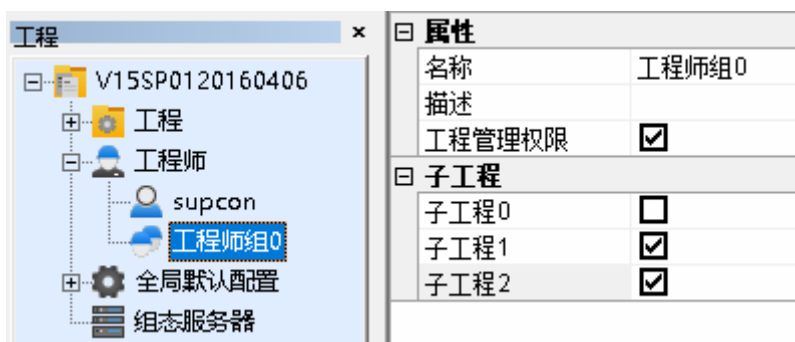 工程
V15SP0120160406
工程
工程师
supcon
工程师组0
全局默认配置
组态服务器
属性
名称 工程师组0
描述
工程管理权限
子工程
子工程0
子工程1
子工程2